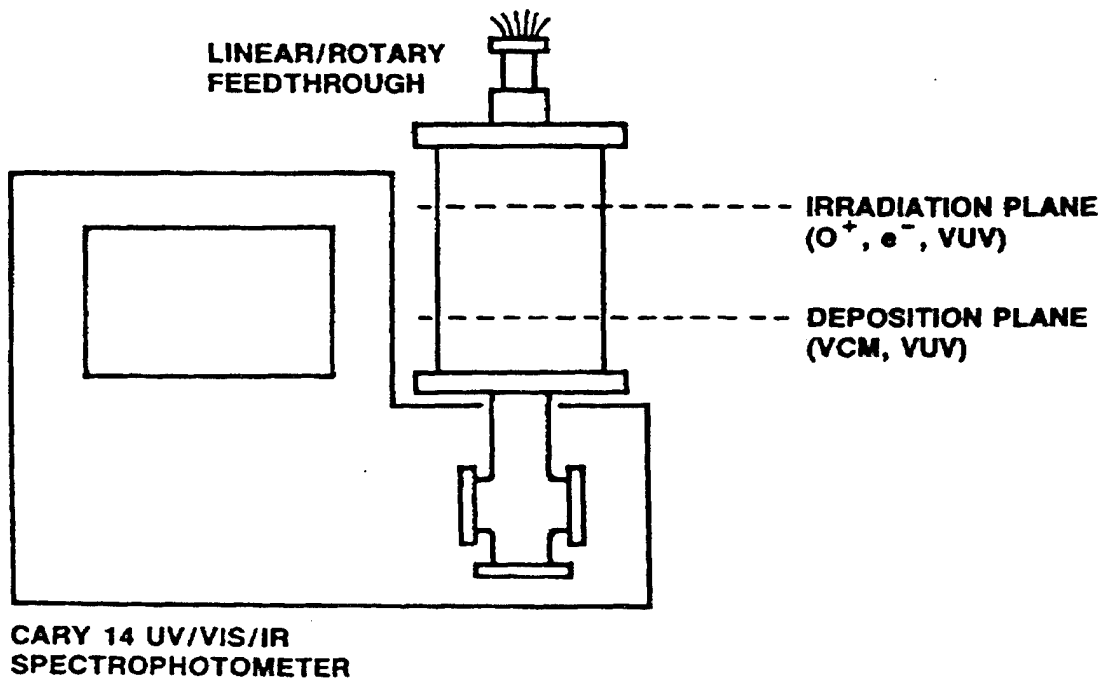 LINEAR/ROTARY
FEEDTHROUGH
IRRADIATION PLANE
(O⁺, e⁻, VUV)
DEPOSITION PLANE
(VCM, VUV)
CARY 14 UV/VIS/IR
SPECTROPHOTOMETER